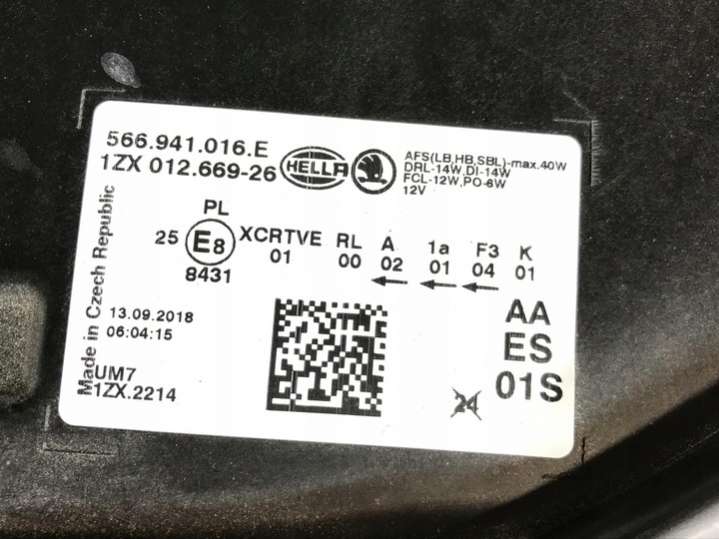 566.941.016.E
1ZX 012.669-26
HELLA
AFS(LB,HB,SBL)-max.40W
DRL-14W,DI-14W
FCL-12W,PO-6W
12V
PL
25 E8 XCRTVE RL A 1a F3 K
8431 01 00 02 01 04 01
Made in Czech Republic
13.09.2018
06:04:15
UM7
1ZX.2214
AA
ES
01S
24